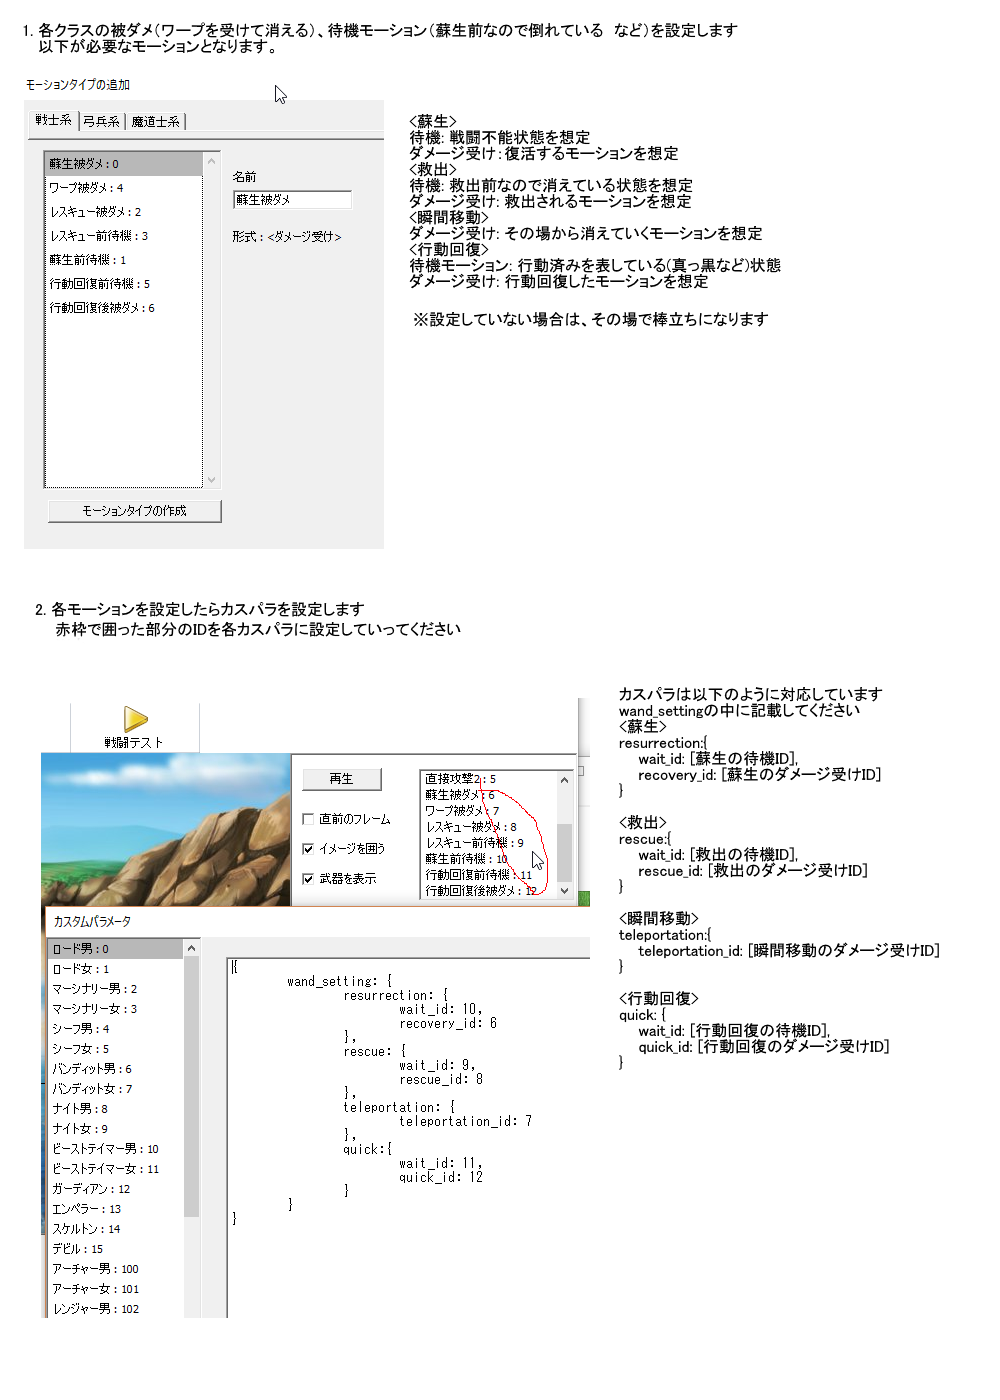 1. 各クラスの被ダメ（ワープを受けて消える）、待機モーション（蘇生前なので倒れている　など）を設定します
以下が必要なモーションとなります。
モーションタイプの追加
戦士系 弓兵系 魔道士系
蘇生被ダメ : 0
ワープ被ダメ : 4
レスキュー被ダメ : 2
レスキュー前待機 : 3
蘇生前待機 : 1
行動回復前待機 : 5
行動回復後被ダメ : 6
名前
蘇生被ダメ
形式 : <ダメージ受け>
モーションタイプの作成
<蘇生>
待機: 戦闘不能状態を想定
ダメージ受け: 復活するモーションを想定
<救出>
待機: 救出前なので消えている状態を想定
ダメージ受け: 救出されるモーションを想定
<瞬間移動>
ダメージ受け: その場から消えていくモーションを想定
<行動回復>
待機モーション: 行動済みを表している(真っ黒など)状態
ダメージ受け: 行動回復したモーションを想定
※設定していない場合は、その場で棒立ちになります
2. 各モーションを設定したらカスパラを設定します
赤枠で囲った部分のIDを各カスパラに設定していってください
戦闘テスト
再生
直前のフレーム
イメージを囲う
武器を表示
直接攻撃2 : 5
蘇生被ダメ : 6
ワープ被ダメ : 7
レスキュー被ダメ : 8
レスキュー前待機 : 9
蘇生前待機 : 10
行動回復前待機 : 11
行動回復後被ダメ : 12
カスタムパラメータ
ロード男 : 0
ロード女 : 1
マーシナリー男 : 2
マーシナリー女 : 3
シーフ男 : 4
シーフ女 : 5
バンディット男 : 6
バンディット女 : 7
ナイト男 : 8
ナイト女 : 9
ビーストテイマー男 : 10
ビーストテイマー女 : 11
ガーディアン : 12
エンペラー : 13
スケルトン : 14
デビル : 15
アーチャー男 : 100
アーチャー女 : 101
レンジャー男 : 102
{
wand_setting: {
resurrection: {
wait_id: 10,
recovery_id: 6
},
rescue: {
wait_id: 9,
rescue_id: 8
},
teleportation: {
teleportation_id: 7
},
quick:{
wait_id: 11,
quick_id: 12
}
}
}
カスパラは以下のように対応しています
wand_settingの中に記載してください
<蘇生>
resurrection:{
wait_id: [蘇生の待機ID],
recovery_id: [蘇生のダメージ受けID]
}
<救出>
rescue:{
wait_id: [救出の待機ID],
rescue_id: [救出のダメージ受けID]
}
<瞬間移動>
teleportation:{
teleportation_id: [瞬間移動のダメージ受けID]
}
<行動回復>
quick: {
wait_id: [行動回復の待機ID],
quick_id: [行動回復のダメージ受けID]
}